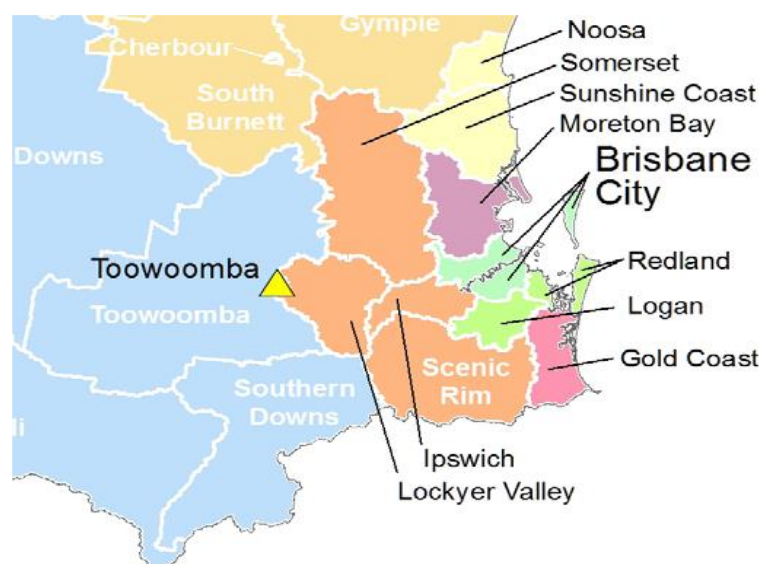 Gympie
Noosa
Cherbour
Somerset
South
Burnett
Sunshine Coast
Moreton Bay
Downs
Brisbane
City
Toowoomba
Redland
Toowoomba
Logan
Scenic
Rim
Gold Coast
Southern
Downs
li
Ipswich
Lockyer Valley